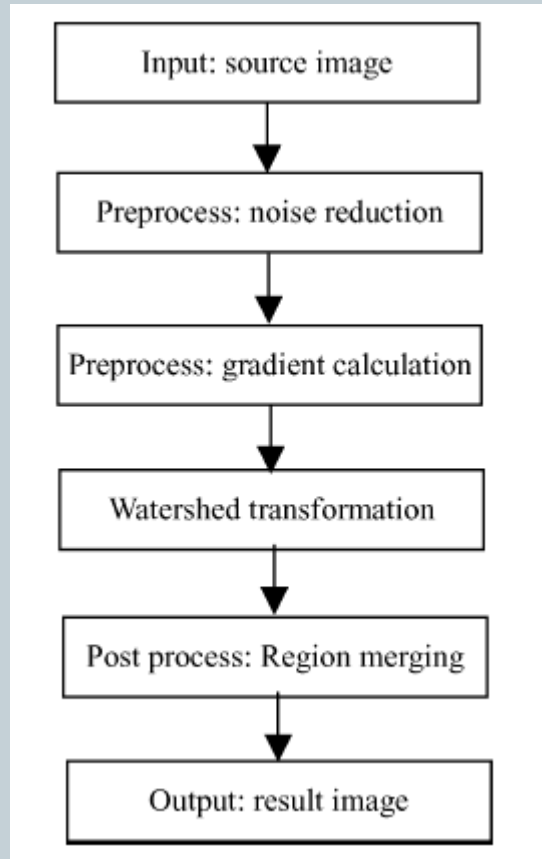 Input: source image
Preprocess: noise reduction
Preprocess: gradient calculation
Watershed transformation
Post process: Region merging
Output: result image